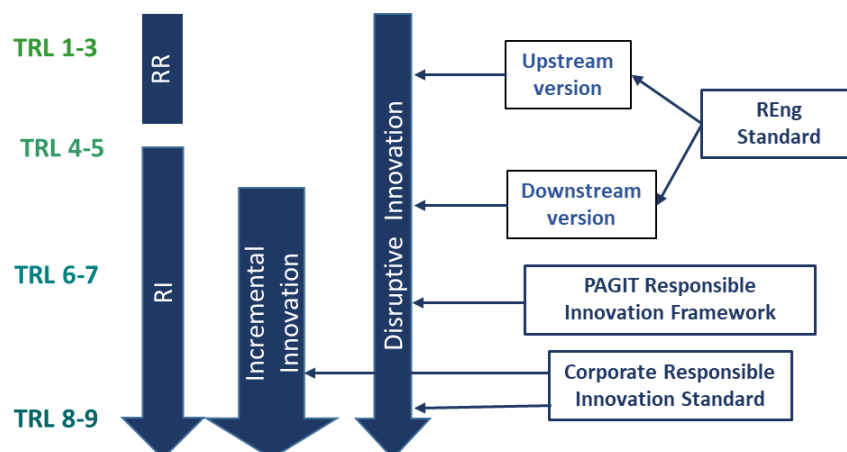 TRL 1-3
TRL 4-5
TRL 6-7
TRL 8-9
RR
RI
Incremental
Innovation
Disruptive Innovation
Upstream
version
Downstream
version
REng
Standard
PAGIT Responsible
Innovation Framework
Corporate Responsible
Innovation Standard